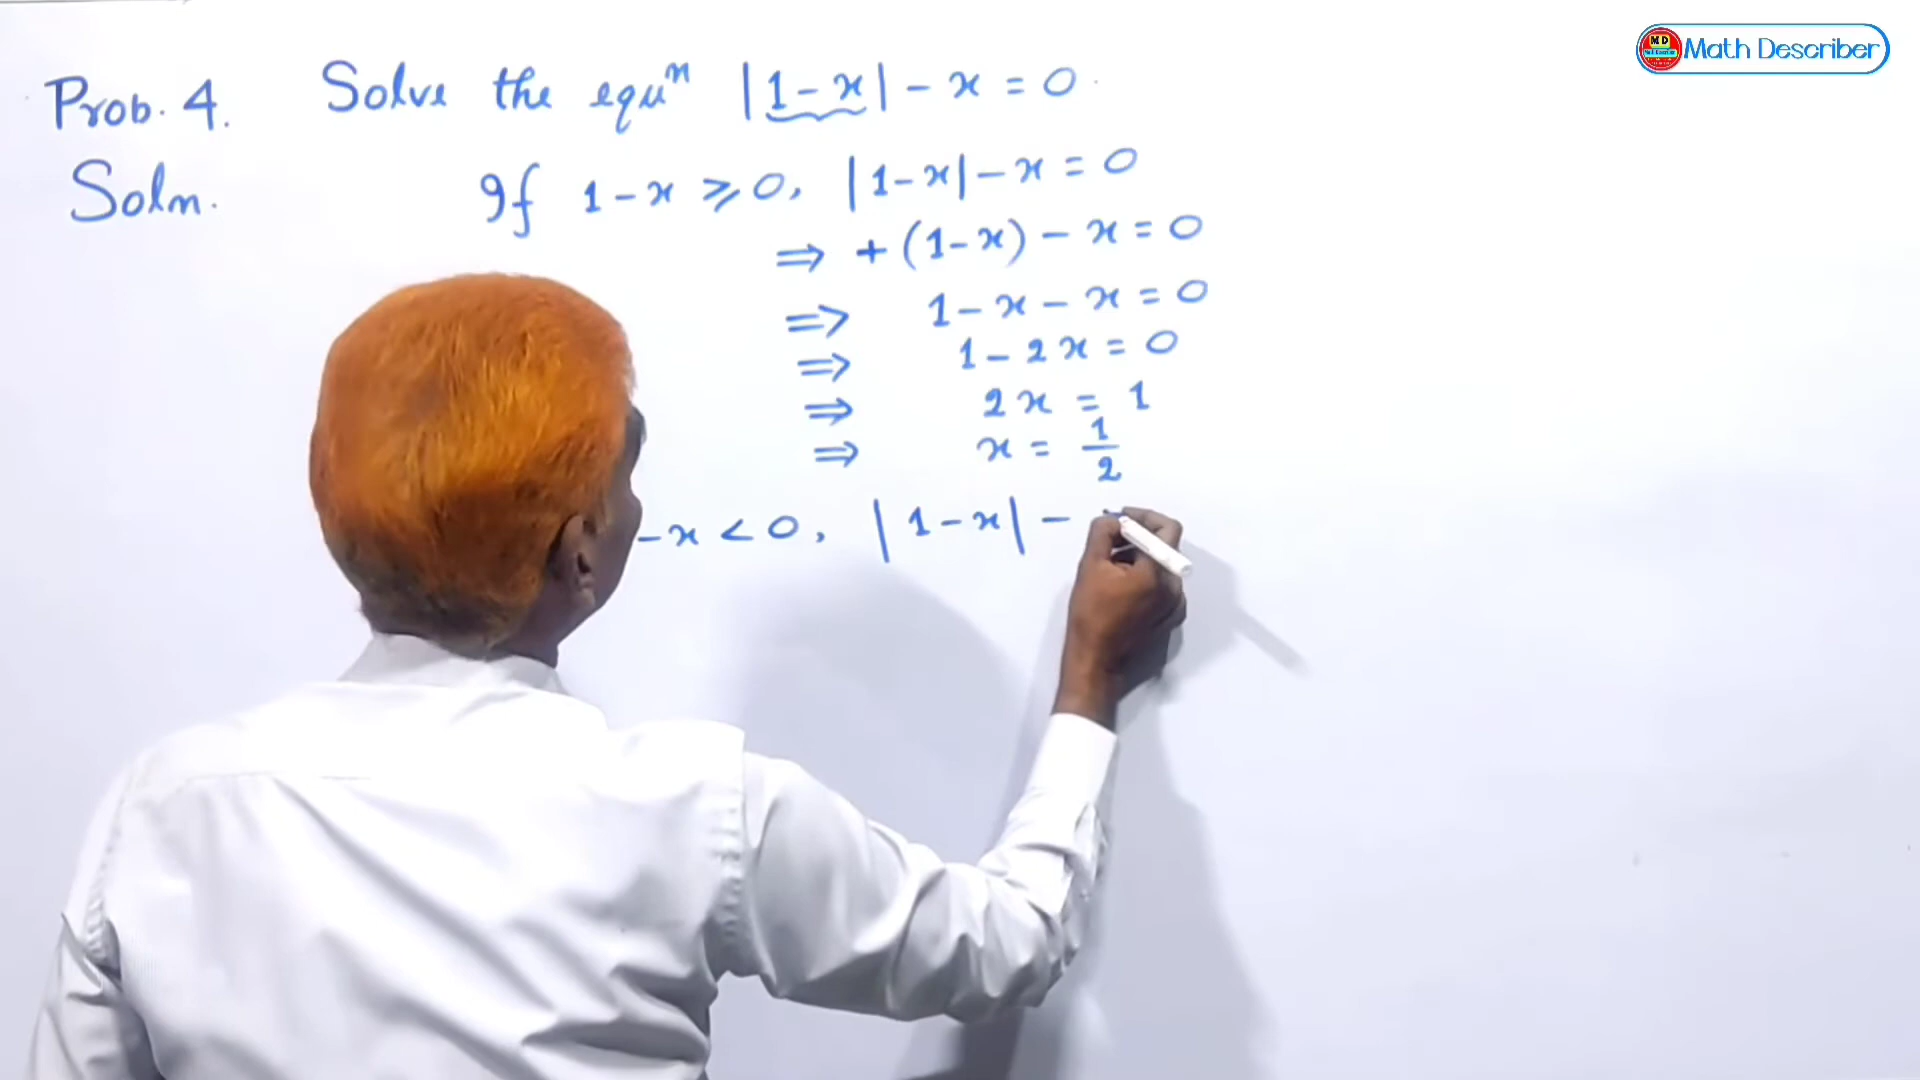 MD Math Describer
Prob. 4. Solve the equⁿ |1-x| - x = 0.
Soln. If 1-x ⩾ 0, |1-x| - x = 0
⇒ +(1-x) - x = 0
⇒ 1 - x - x = 0
⇒ 1 - 2x = 0
⇒ 2x = 1
⇒ x = 1/2
-x < 0, |1-x| -